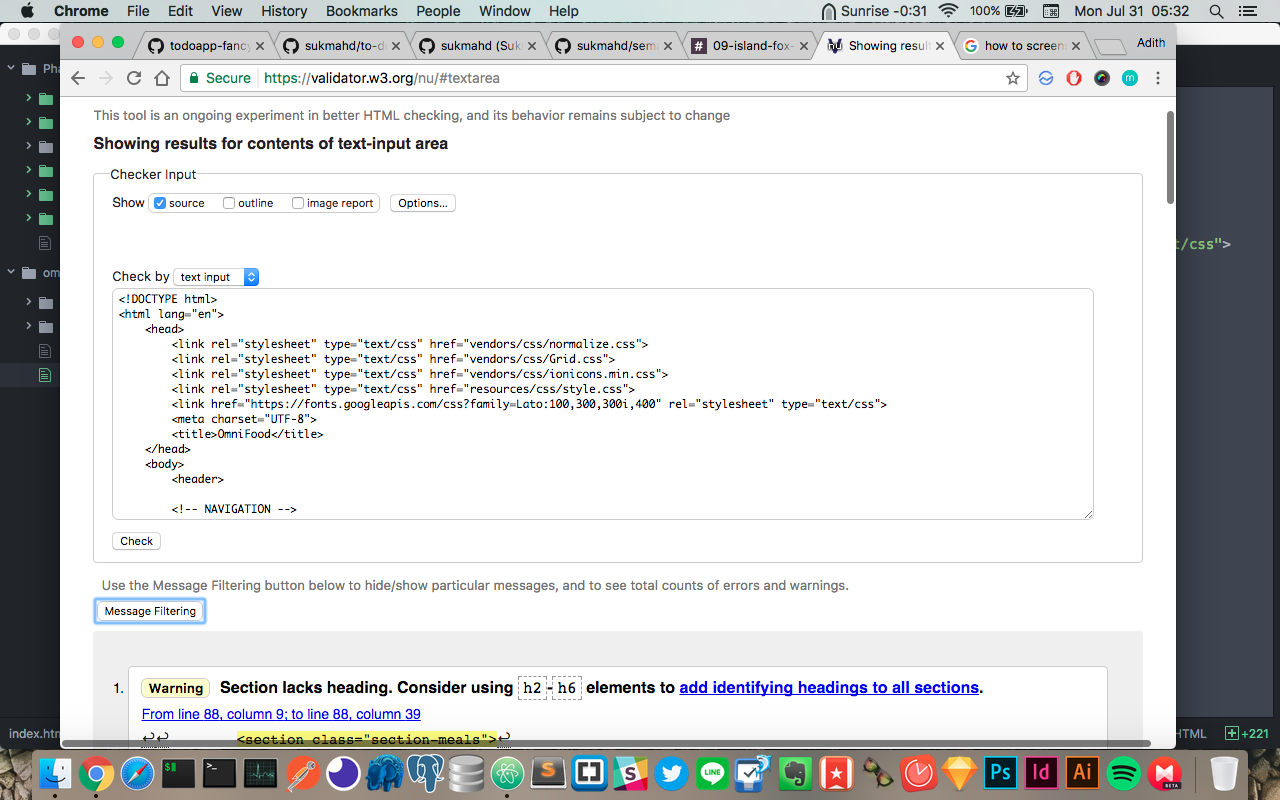 Chrome File Edit View History Bookmarks People Window Help Sunrise -0:31 100% Mon Jul 31 05:32
todoapp-fancy sukmahd/to-d sukmahd (Suk sukmahd/sem # 09-island-fox- Showing resul how to screen Adith
Secure https://validator.w3.org/nu/#textarea
Pha
om
t/css">
This tool is an ongoing experiment in better HTML checking, and its behavior remains subject to change
Showing results for contents of text-input area
Checker Input
Show source outline image report Options...
Check by text input
<!DOCTYPE html>
<html lang="en">
<head>
<link rel="stylesheet" type="text/css" href="vendors/css/normalize.css">
<link rel="stylesheet" type="text/css" href="vendors/css/Grid.css">
<link rel="stylesheet" type="text/css" href="vendors/css/ionicons.min.css">
<link rel="stylesheet" type="text/css" href="resources/css/style.css">
<link href="https://fonts.googleapis.com/css?family=Lato:100,300,300i,400" rel="stylesheet" type="text/css">
<meta charset="UTF-8">
<title>OmniFood</title>
</head>
<body>
<header>
<!-- NAVIGATION -->
Check
Use the Message Filtering button below to hide/show particular messages, and to see total counts of errors and warnings.
Message Filtering
1. Warning Section lacks heading. Consider using h2-h6 elements to add identifying headings to all sections.
From line 88, column 9; to line 88, column 39
↩↩ <section class="section-meals">↩
index.htm HTML +221
LINE Ps Id Ai BETA